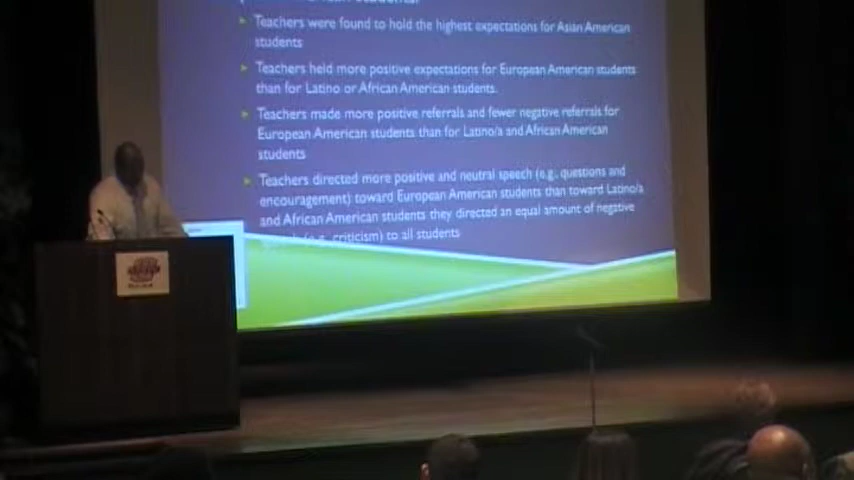 Teachers were found to hold the highest expectations for Asian American
students
Teachers held more positive expectations for European American students
than for Latino or African American students.
Teachers made more positive referrals and fewer negative referrals for
European American students than for Latino/a and African American
students
Teachers directed more positive and neutral speech (e.g. questions and
encouragement) toward European American students than toward Latino/a
and African American students they directed an equal amount of negative
(e.g. criticism) to all students